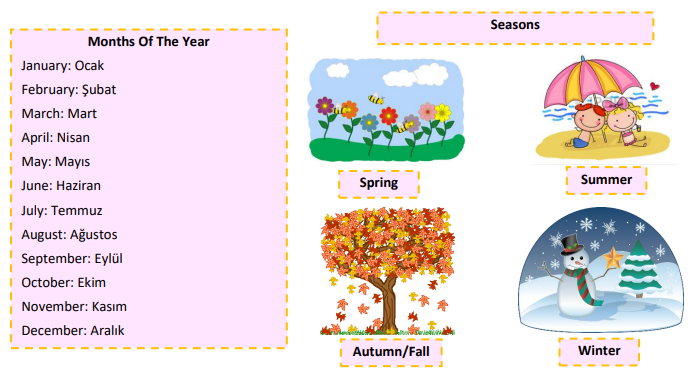 Months Of The Year
January: Ocak
February: Şubat
March: Mart
April: Nisan
May: Mayıs
June: Haziran
July: Temmuz
August: Ağustos
September: Eylül
October: Ekim
November: Kasım
December: Aralık
Seasons
Spring
Summer
Autumn/Fall
Winter